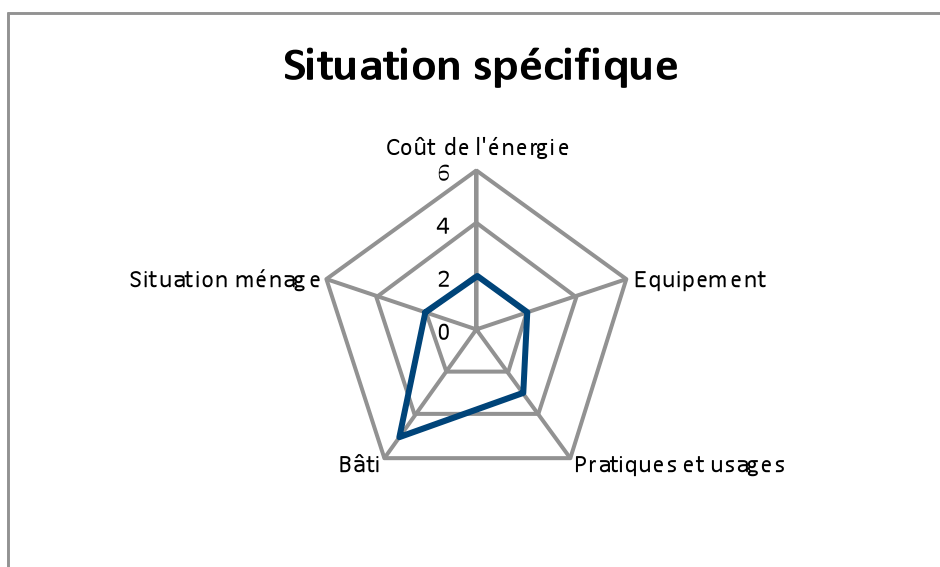 Situation spécifique
Coût de l'énergie
6
4
Situation ménage
2
Equipement
0
Bâti
Pratiques et usages